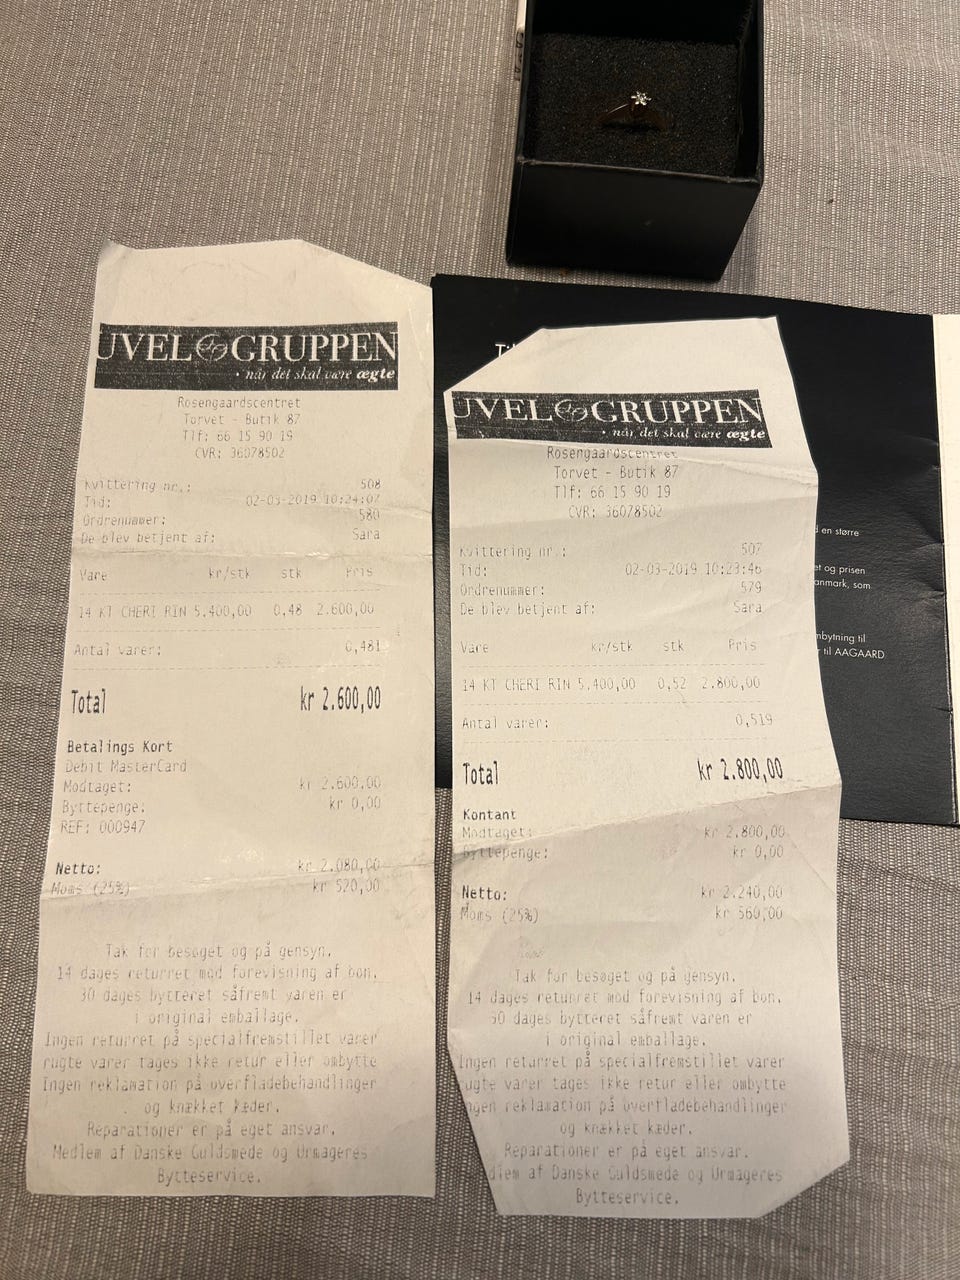 UVEL GRUPPEN
· når det skal være ægte
Rosengaardscentret
Torvet - Butik 87
Tlf: 66 15 90 19
CVR: 36078502
Kvittering nr.: 508
Tid: 02-03-2019 10:24:07
Ordrenummer: 580
De blev betjent af: Sara
Vare kr/stk stk Pris
14 KT CHERI RIN 5.400,00 0,48 2.600,00
Antal varer: 0,481
Total kr 2.600,00
Betalings Kort
Debit MasterCard
Modtaget: kr 2.600,00
Byttepenge: kr 0,00
REF: 000947
Netto: kr 2.080,00
Moms (25%) kr 520,00
Tak for besøget og på gensyn.
14 dages returret mod forevisning af bon.
30 dages bytteret såfremt varen er
i original emballage.
Ingen returret på specialfremstillet varer
rugte varer tages ikke retur eller ombytte
Ingen reklamation på overfladebehandlinger
og knækket kæder.
Reparationer er på eget ansvar.
Medlem af Danske Guldsmede og Urmageres
Bytteservice.
UVEL GRUPPEN
· når det skal være ægte
Rosengaardscentret
Torvet - Butik 87
Tlf: 66 15 90 19
CVR: 36078502
Kvittering nr.: 507
Tid: 02-03-2019 10:23:46
Ordrenummer: 579
De blev betjent af: Sara
Vare kr/stk stk Pris
14 KT CHERI RIN 5.400,00 0,52 2.800,00
Antal varer: 0,519
Total kr 2.800,00
Kontant
Modtaget: kr 2.800,00
Byttepenge: kr 0,00
Netto: kr 2.240,00
Moms (25%) kr 560,00
Tak for besøget og på gensyn.
14 dages returret mod forevisning af bon.
30 dages bytteret såfremt varen er
i original emballage.
Ingen returret på specialfremstillet varer
rugte varer tages ikke retur eller ombytte
ngen reklamation på overfladebehandlinger
og knækket kæder.
Reparationer er på eget ansvar.
dlem af Danske Guldsmede og Urmageres
Bytteservice.
en større
et og prisen
anmark, som
mbytning til
til AAGAARD